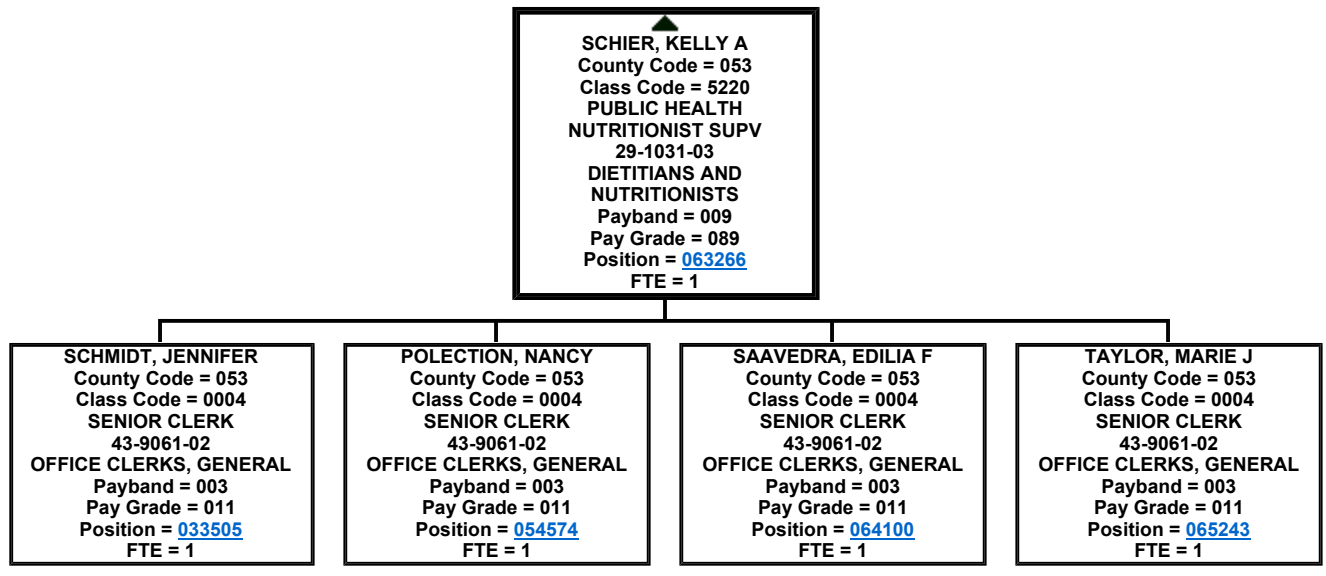 SCHIER, KELLY A
County Code = 053
Class Code = 5220
PUBLIC HEALTH
NUTRITIONIST SUPV
29-1031-03
DIETITIANS AND
NUTRITIONISTS
Payband = 009
Pay Grade = 089
Position = 063266
FTE = 1
SCHMIDT, JENNIFER
County Code = 053
Class Code = 0004
SENIOR CLERK
43-9061-02
OFFICE CLERKS, GENERAL
Payband = 003
Pay Grade = 011
Position = 033505
FTE = 1
POLECTION, NANCY
County Code = 053
Class Code = 0004
SENIOR CLERK
43-9061-02
OFFICE CLERKS, GENERAL
Payband = 003
Pay Grade = 011
Position = 054574
FTE = 1
SAAVEDRA, EDILIA F
County Code = 053
Class Code = 0004
SENIOR CLERK
43-9061-02
OFFICE CLERKS, GENERAL
Payband = 003
Pay Grade = 011
Position = 064100
FTE = 1
TAYLOR, MARIE J
County Code = 053
Class Code = 0004
SENIOR CLERK
43-9061-02
OFFICE CLERKS, GENERAL
Payband = 003
Pay Grade = 011
Position = 065243
FTE = 1